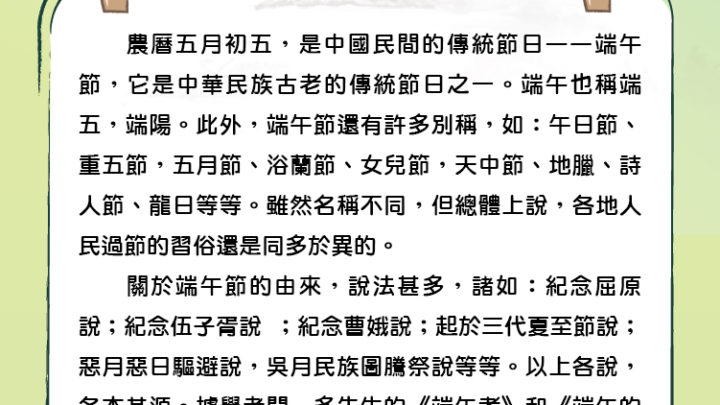 農曆五月初五，是中國民間的傳統節日——端午
節，它是中華民族古老的傳統節日之一。端午也稱端
五，端陽。此外，端午節還有許多別稱，如：午日節、
重五節，五月節、浴蘭節、女兒節，天中節、地臘、詩
人節、龍日等等。雖然名稱不同，但總體上說，各地人
民過節的習俗還是同多於異的。
關於端午節的由來，說法甚多，諸如：紀念屈原
說；紀念伍子胥說 ；紀念曹娥說；起於三代夏至節說；
惡月惡日驅避說，吳月民族圖騰祭說等等。以上各說，